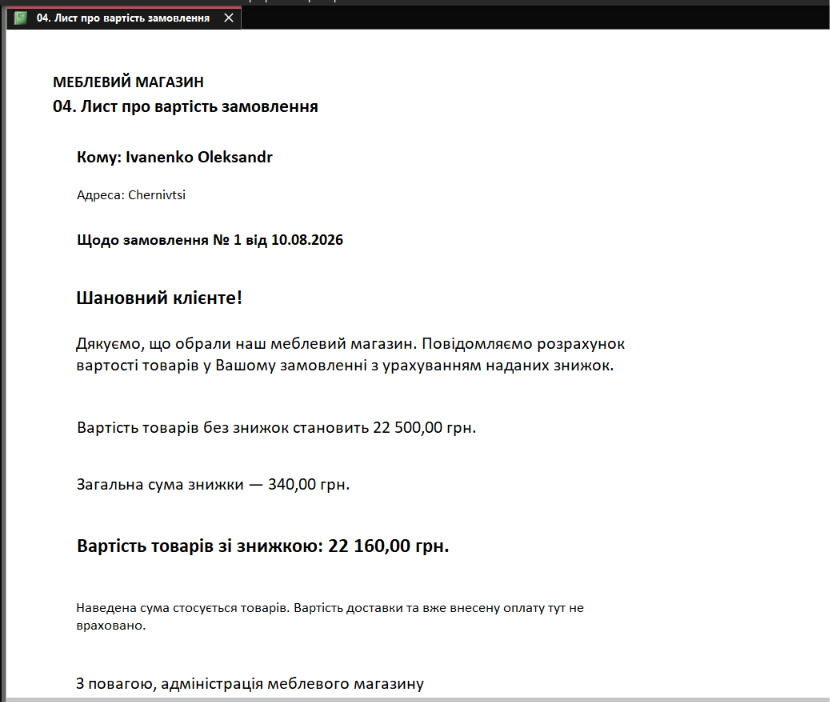 04. Лист про вартість замовлення
МЕБЛЕВИЙ МАГАЗИН
04. Лист про вартість замовлення
Кому: Ivanenko Oleksandr
Адреса: Chernivtsi
Щодо замовлення № 1 від 10.08.2026
Шановний клієнте!
Дякуємо, що обрали наш меблевий магазин. Повідомляємо розрахунок
вартості товарів у Вашому замовленні з урахуванням наданих знижок.
Вартість товарів без знижок становить 22 500,00 грн.
Загальна сума знижки — 340,00 грн.
Вартість товарів зі знижкою: 22 160,00 грн.
Наведена сума стосується товарів. Вартість доставки та вже внесену оплату тут не
враховано.
З повагою, адміністрація меблевого магазину